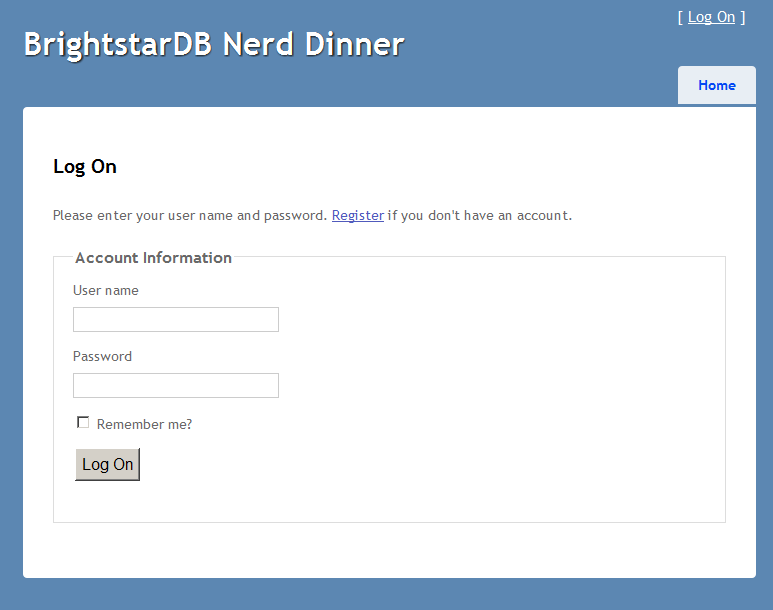 [ Log On ]
BrightstarDB Nerd Dinner
Home
Log On
Please enter your user name and password. Register if you don't have an account.
Account Information
User name
Password
Remember me?
Log On